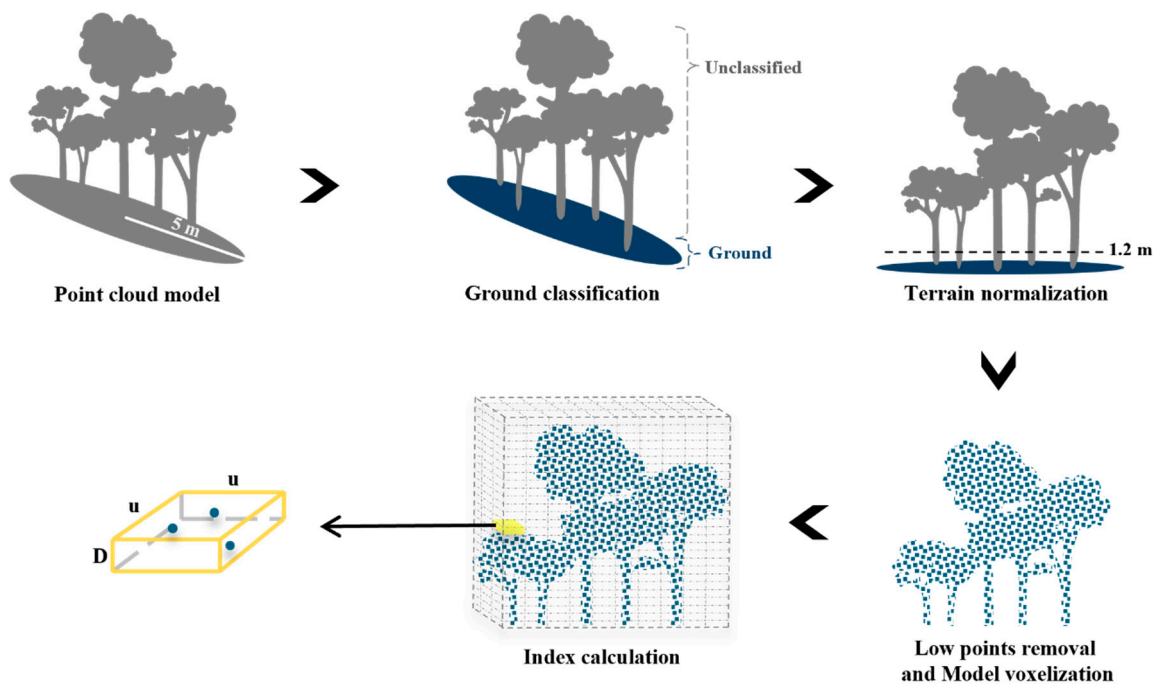 5 m
Point cloud model
Unclassified
Ground
Ground classification
1.2 m
Terrain normalization
u
u
D
Index calculation
Low points removal
and Model voxelization